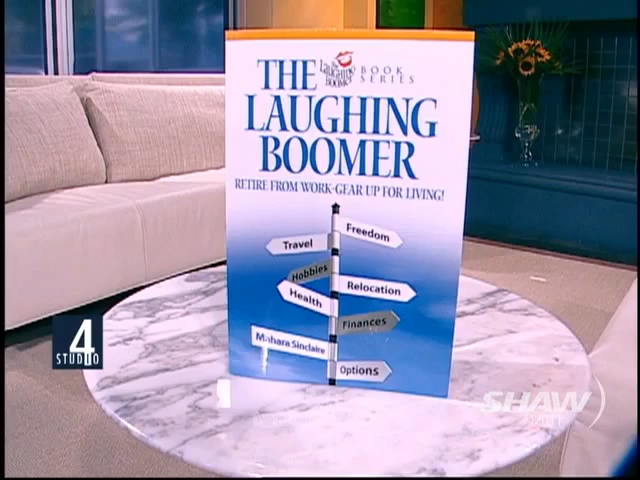 THE
LAUGHING
BOOMER
the
Laughing
BOOMER
BOOK
SERIES
RETIRE FROM WORK-GEAR UP FOR LIVING!
Freedom
Travel
Hobbies
Relocation
Health
Finances
Mahara Sinclaire
Options
4
STUDIO
SHAW)